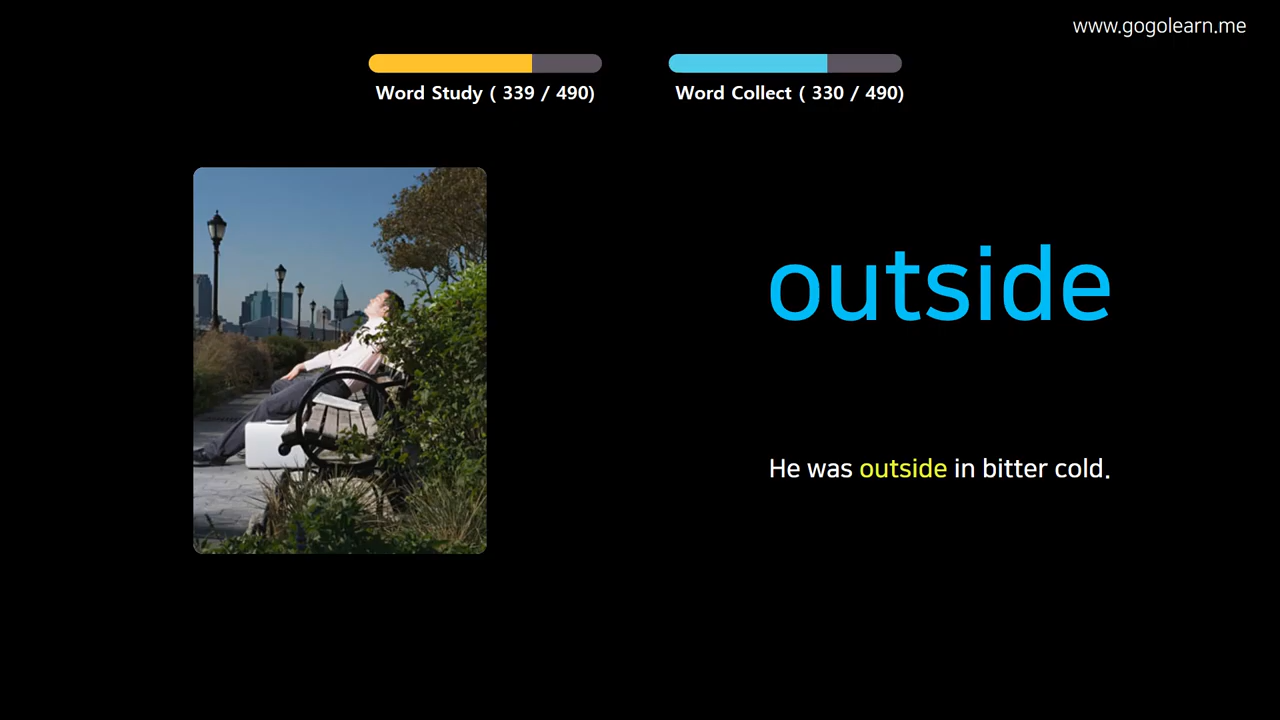 www.gogolearn.me
Word Study ( 339 / 490)
Word Collect ( 330 / 490)
outside
He was outside in bitter cold.